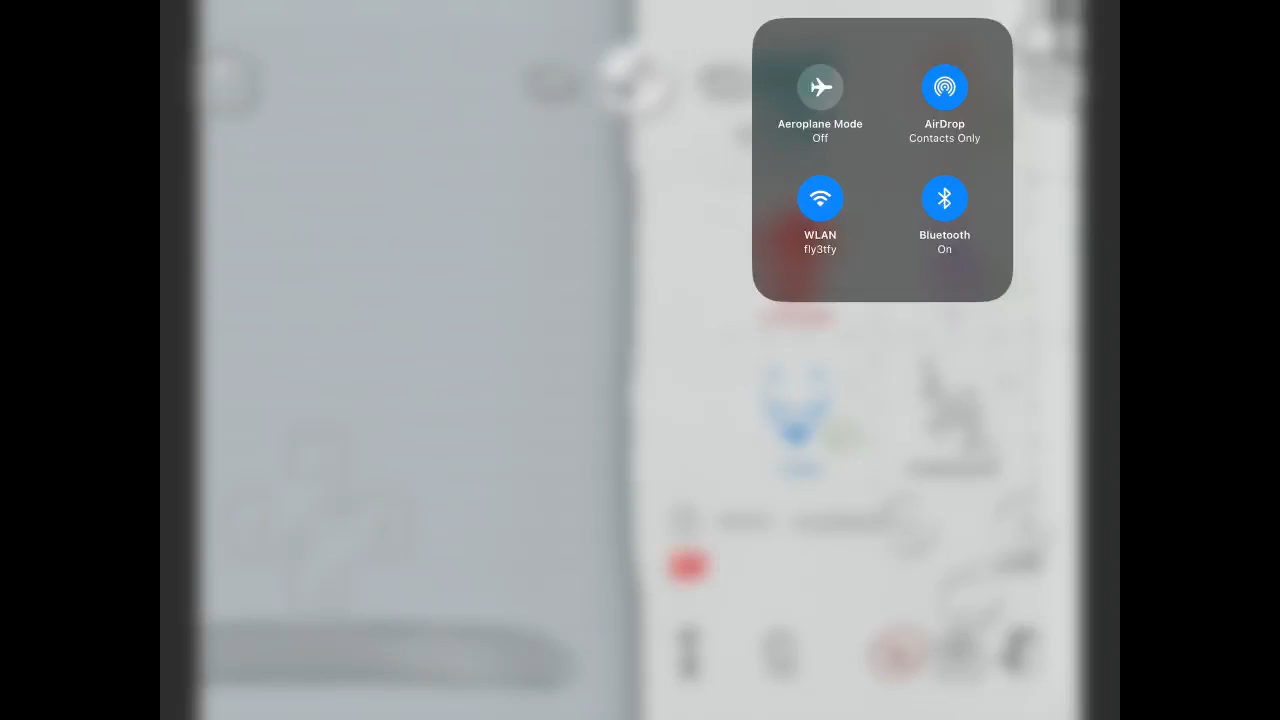 Aeroplane Mode
Off
AirDrop
Contacts Only
WLAN
fly3tfy
Bluetooth
On